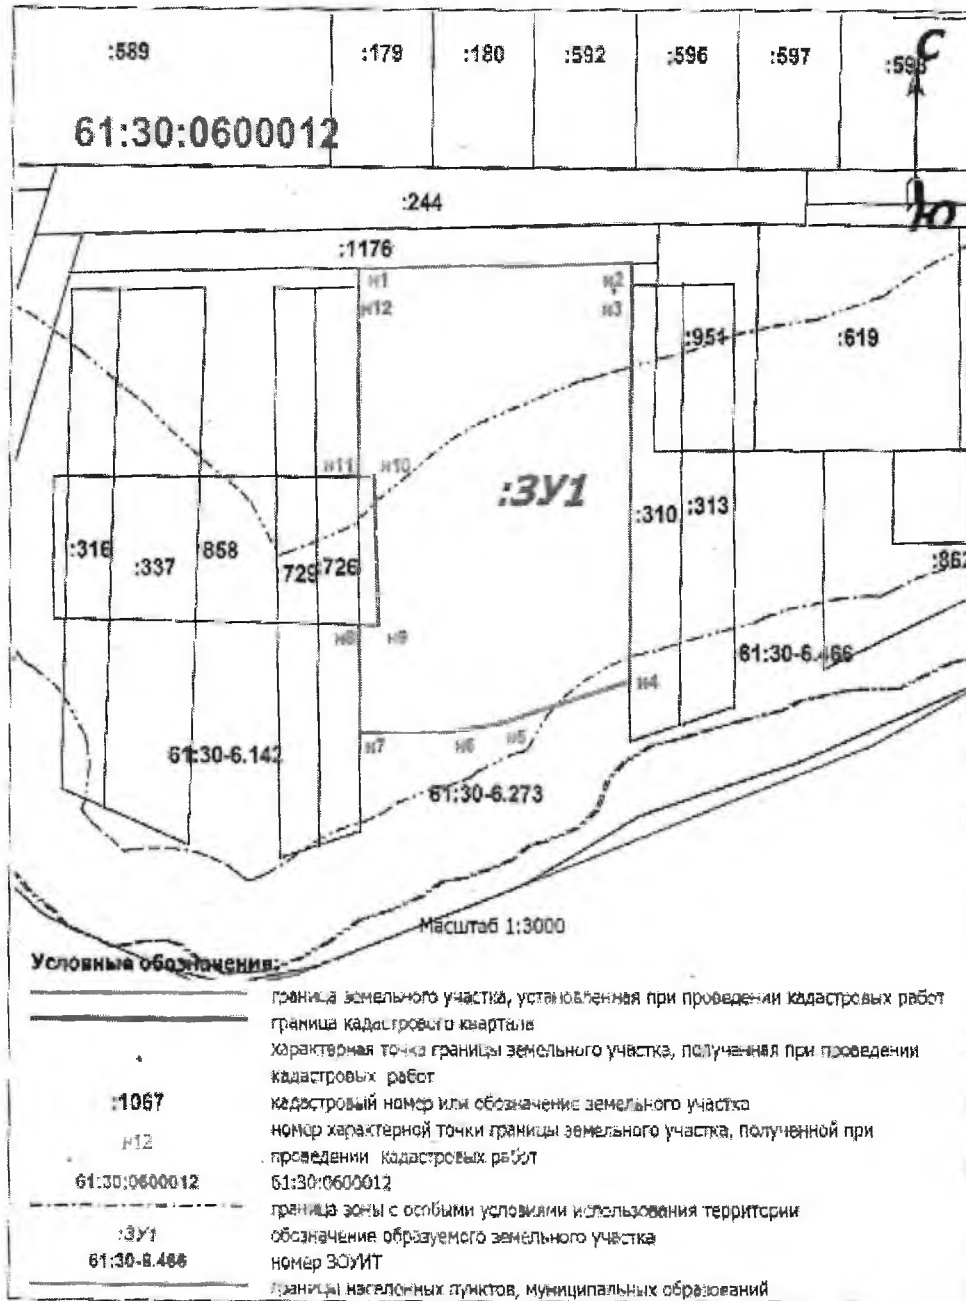 :589 :179 :180 :592 :596 :597 :598
С
61:30:0600012
:244
Ю
:1176
н1 н2
н12 н3
:951 :619
н11 н10
:ЗУ1
:310 :313
:316 :337 858 729 :726
:862
н8 н9
61:30-6.466
н4
н7 н6 н5
61:30-6.142
61:30-6.273
Масштаб 1:3000
Условные обозначения:
граница земельного участка, установленная при проведении кадастровых работ
граница кадастрового квартала
характерная точка границы земельного участка, полученная при проведении
кадастровых работ
:1067 кадастровый номер или обозначение земельного участка
н12 номер характерной точки границы земельного участка, полученной при
проведении кадастровых работ
61:30:0600012 61:30:0600012
граница зоны с особыми условиями использования территории
:ЗУ1 обозначение образуемого земельного участка
61:30-6.466 номер ЗОУИТ
границы населенных пунктов, муниципальных образований